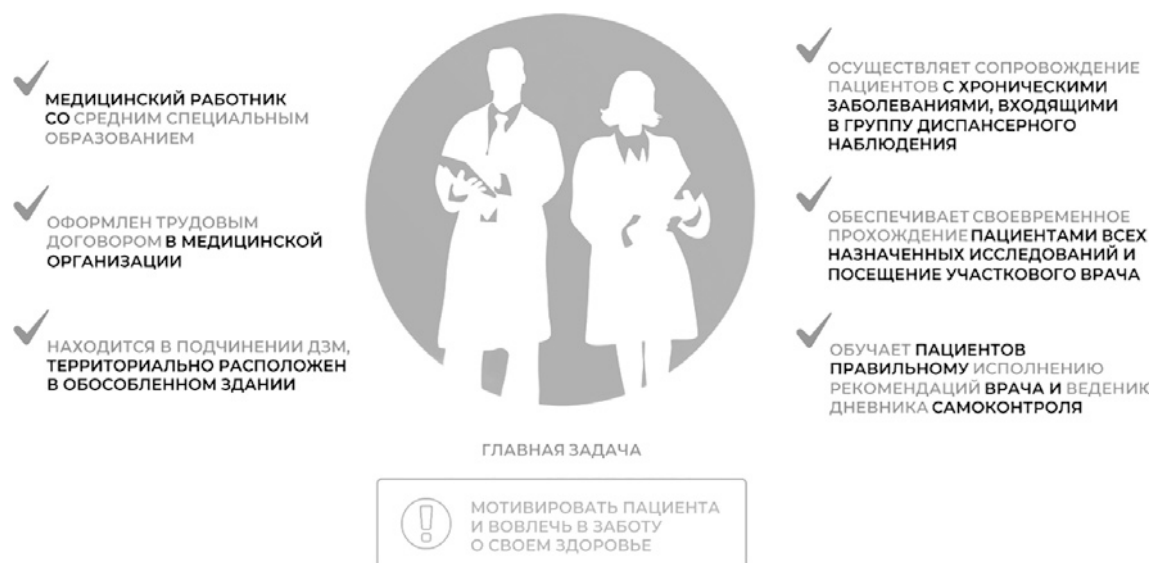 МЕДИЦИНСКИЙ РАБОТНИК
СО СРЕДНИМ СПЕЦИАЛЬНЫМ
ОБРАЗОВАНИЕМ
ОФОРМЛЕН ТРУДОВЫМ
ДОГОВОРОМ В МЕДИЦИНСКОЙ
ОРГАНИЗАЦИИ
НАХОДИТСЯ В ПОДЧИНЕНИИ ДЗМ,
ТЕРРИТОРИАЛЬНО РАСПОЛОЖЕН
В ОБОСОБЛЕННОМ ЗДАНИИ
ОСУЩЕСТВЛЯЕТ СОПРОВОЖДЕНИЕ
ПАЦИЕНТОВ С ХРОНИЧЕСКИМИ
ЗАБОЛЕВАНИЯМИ, ВХОДЯЩИМИ
В ГРУППУ ДИСПАНСЕРНОГО
НАБЛЮДЕНИЯ
ОБЕСПЕЧИВАЕТ СВОЕВРЕМЕННОЕ
ПРОХОЖДЕНИЕ ПАЦИЕНТАМИ ВСЕХ
НАЗНАЧЕННЫХ ИССЛЕДОВАНИЙ И
ПОСЕЩЕНИЕ УЧАСТКОВОГО ВРАЧА
ОБУЧАЕТ ПАЦИЕНТОВ
ПРАВИЛЬНОМУ ИСПОЛНЕНИЮ
РЕКОМЕНДАЦИЙ ВРАЧА И ВЕДЕНИЮ
ДНЕВНИКА САМОКОНТРОЛЯ
ГЛАВНАЯ ЗАДАЧА
МОТИВИРОВАТЬ ПАЦИЕНТА
И ВОВЛЕЧЬ В ЗАБОТУ
О СВОЕМ ЗДОРОВЬЕ